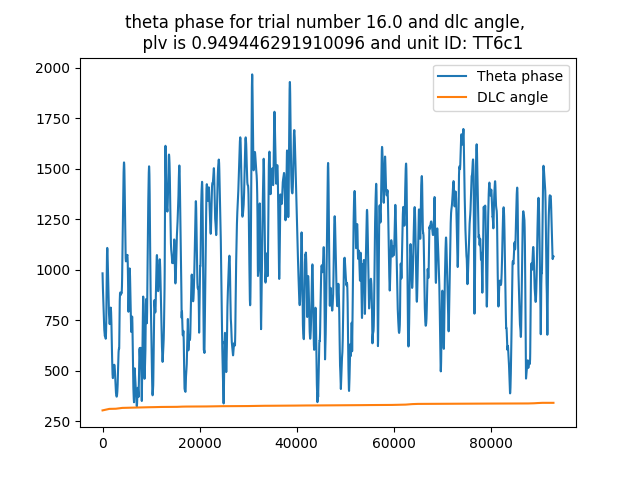 theta phase for trial number 16.0 and dlc angle,
plv is 0.949446291910096 and unit ID: TT6c1
Theta phase
DLC angle
2000
1750
1500
1250
1000
750
500
250
0 20000 40000 60000 80000